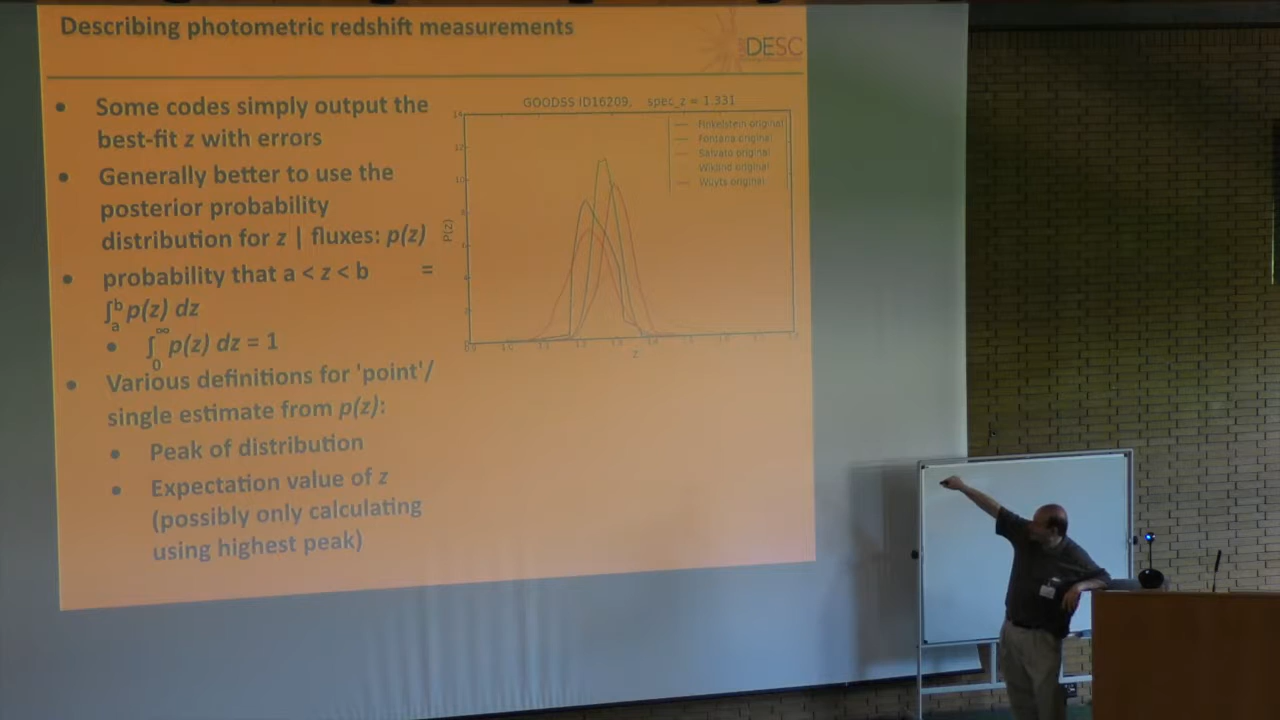 Describing photometric redshift measurements
DESC
• Some codes simply output the
best-fit z with errors
• Generally better to use the
posterior probability
distribution for z | fluxes: p(z)
• probability that a < z < b =
∫ₐᵇ p(z) dz
• ∫₀^∞ p(z) dz = 1
• Various definitions for 'point'/
single estimate from p(z):
• Peak of distribution
• Expectation value of z
(possibly only calculating
using highest peak)
GOODSS ID16209, spec_z = 1.331
Finkelstein original
Fontana original
Salvato original
Wiklind original
Wuyts original
P(z)
14
12
10
z